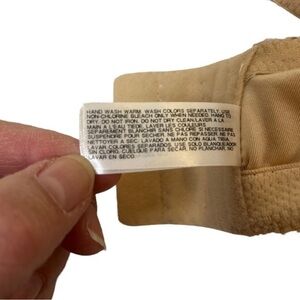 HAND WASH WARM. WASH COLORS SEPARATELY. USE
NON-CHLORINE BLEACH ONLY WHEN NEEDED. HANG TO
DRY. DO NOT IRON. DO NOT DRY CLEAN/LAVER A LA
MAIN A L'EAU TIEDE. LAVER LES COULEURS
SEPAREMENT BLANCHIR SANS CHLORE SI NECESSAIRE.
SUSPENDRE POUR SECHER. NE PAS REPASSER. NE PAS
NETTOYER A SEC. LAVADO A MANO CON AGUA TIBIA.
LAVAR COLORES SEPARADOS. USE SOLO BLANQUEADOR
SIN CLORO. CUELGUE PARA SECAR, NO PLANCHAR, NO
LAVAR EN SECO.